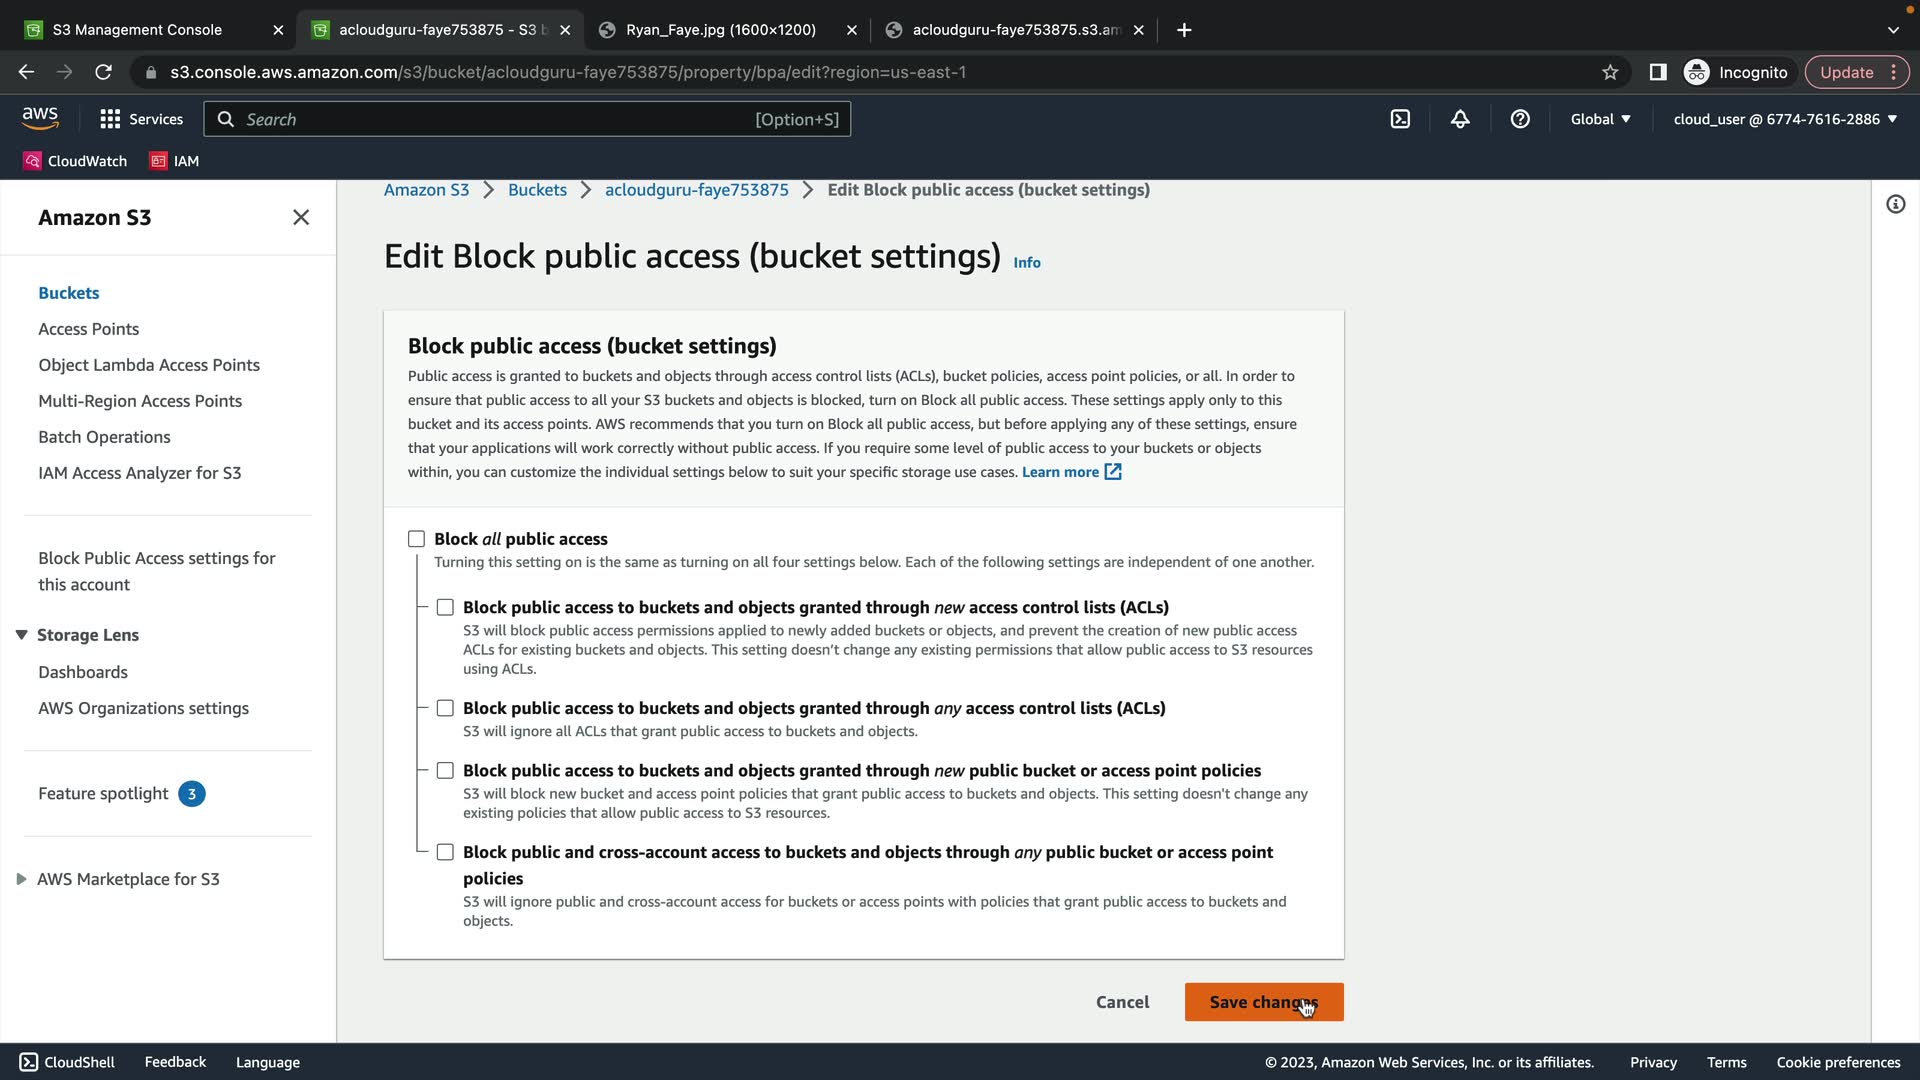 S3 Management Console
acloudguru-faye753875 - S3 b
Ryan_Faye.jpg (1600×1200)
acloudguru-faye753875.s3.am
s3.console.aws.amazon.com/s3/bucket/acloudguru-faye753875/property/bpa/edit?region=us-east-1
Incognito
Update
aws
Services
Search
[Option+S]
Global
cloud_user @ 6774-7616-2886
CloudWatch
IAM
Amazon S3
Buckets
Access Points
Object Lambda Access Points
Multi-Region Access Points
Batch Operations
IAM Access Analyzer for S3
Block Public Access settings for
this account
Storage Lens
Dashboards
AWS Organizations settings
Feature spotlight 3
AWS Marketplace for S3
Amazon S3 > Buckets > acloudguru-faye753875 > Edit Block public access (bucket settings)
Edit Block public access (bucket settings) Info
Block public access (bucket settings)
Public access is granted to buckets and objects through access control lists (ACLs), bucket policies, access point policies, or all. In order to
ensure that public access to all your S3 buckets and objects is blocked, turn on Block all public access. These settings apply only to this
bucket and its access points. AWS recommends that you turn on Block all public access, but before applying any of these settings, ensure
that your applications will work correctly without public access. If you require some level of public access to your buckets or objects
within, you can customize the individual settings below to suit your specific storage use cases. Learn more
Block all public access
Turning this setting on is the same as turning on all four settings below. Each of the following settings are independent of one another.
Block public access to buckets and objects granted through new access control lists (ACLs)
S3 will block public access permissions applied to newly added buckets or objects, and prevent the creation of new public access
ACLs for existing buckets and objects. This setting doesn't change any existing permissions that allow public access to S3 resources
using ACLs.
Block public access to buckets and objects granted through any access control lists (ACLs)
S3 will ignore all ACLs that grant public access to buckets and objects.
Block public access to buckets and objects granted through new public bucket or access point policies
S3 will block new bucket and access point policies that grant public access to buckets and objects. This setting doesn't change any
existing policies that allow public access to S3 resources.
Block public and cross-account access to buckets and objects through any public bucket or access point
policies
S3 will ignore public and cross-account access for buckets or access points with policies that grant public access to buckets and
objects.
Cancel
Save changes
CloudShell
Feedback
Language
© 2023, Amazon Web Services, Inc. or its affiliates.
Privacy
Terms
Cookie preferences